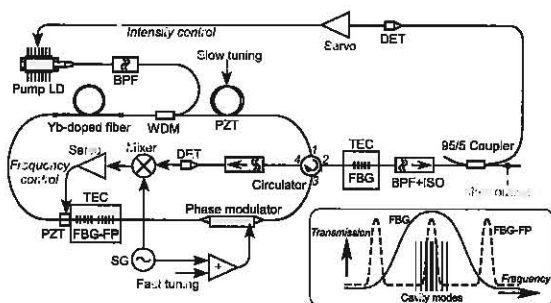 Intensity control
Servo
DET
Slow tuning
BPF
Pump LD
Yb-doped fiber
WDM
PZT
95/5 Coupler
Servo
Mixer
DET
4
1
2
3
TEC
FBG
BPF+ISO
Circulator
Frequency control
TEC
FBG-FP
PZT
Phase modulator
SG
+
Fast tuning
FBG
FBG-FP
Transmission
Frequency
Cavity modes